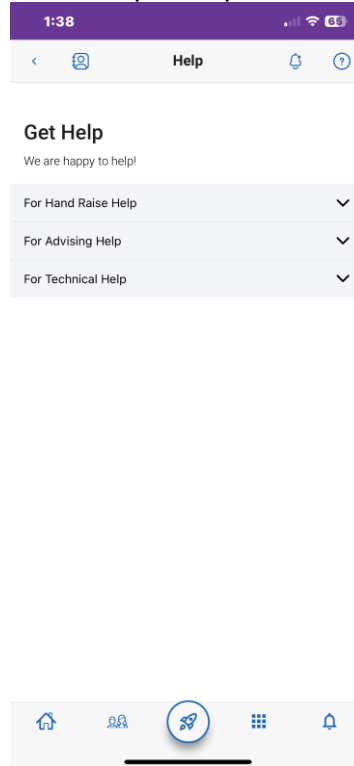 1:38
65
Help
Get Help
We are happy to help!
For Hand Raise Help
For Advising Help
For Technical Help